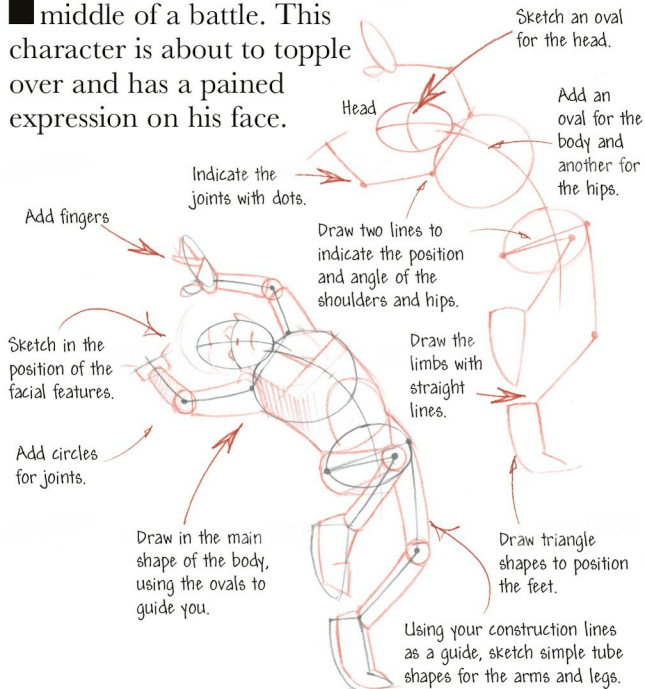 middle of a battle. This
character is about to topple
over and has a pained
expression on his face.
Sketch an oval
for the head.
Head
Add an
oval for the
body and
another for
the hips.
Indicate the
joints with dots.
Draw two lines to
indicate the position
and angle of the
shoulders and hips.
Add fingers
Sketch in the
position of the
facial features.
Draw the
limbs with
straight
lines.
Add circles
for joints.
Draw in the main
shape of the body,
using the ovals to
guide you.
Draw triangle
shapes to position
the feet.
Using your construction lines
as a guide, sketch simple tube
shapes for the arms and legs.